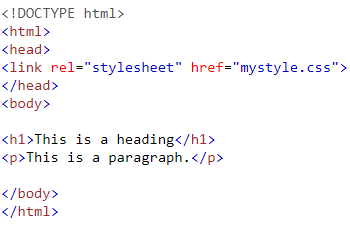 <!DOCTYPE html>
<html>
<head>
<link rel="stylesheet" href="mystyle.css">
</head>
<body>
<h1>This is a heading</h1>
<p>This is a paragraph.</p>
</body>
</html>